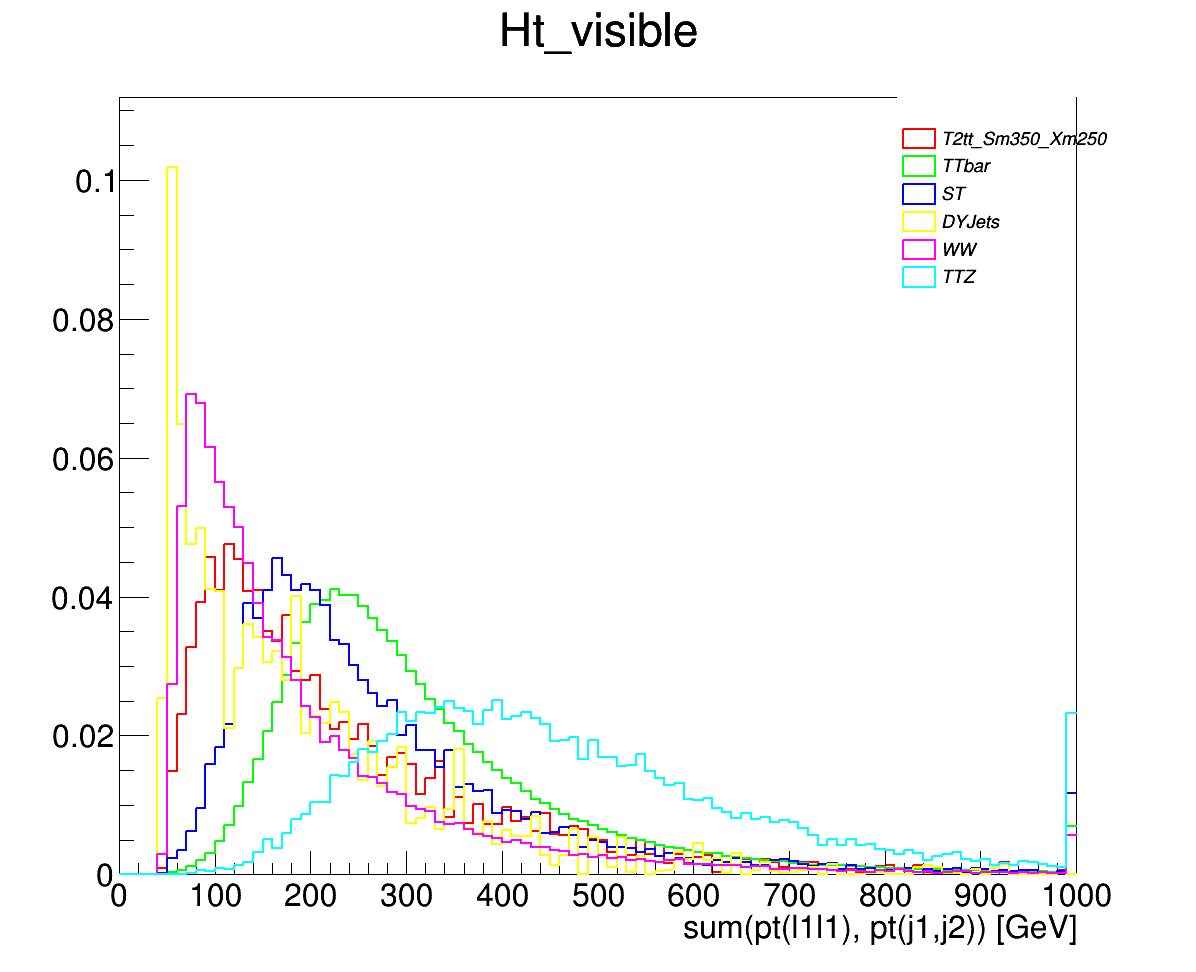 Ht_visible
T2tt_Sm350_Xm250
TTbar
ST
DYJets
WW
TTZ
0.1
0.08
0.06
0.04
0.02
0
0 100 200 300 400 500 600 700 800 900 1000
sum(pt(l1l1), pt(j1,j2)) [GeV]